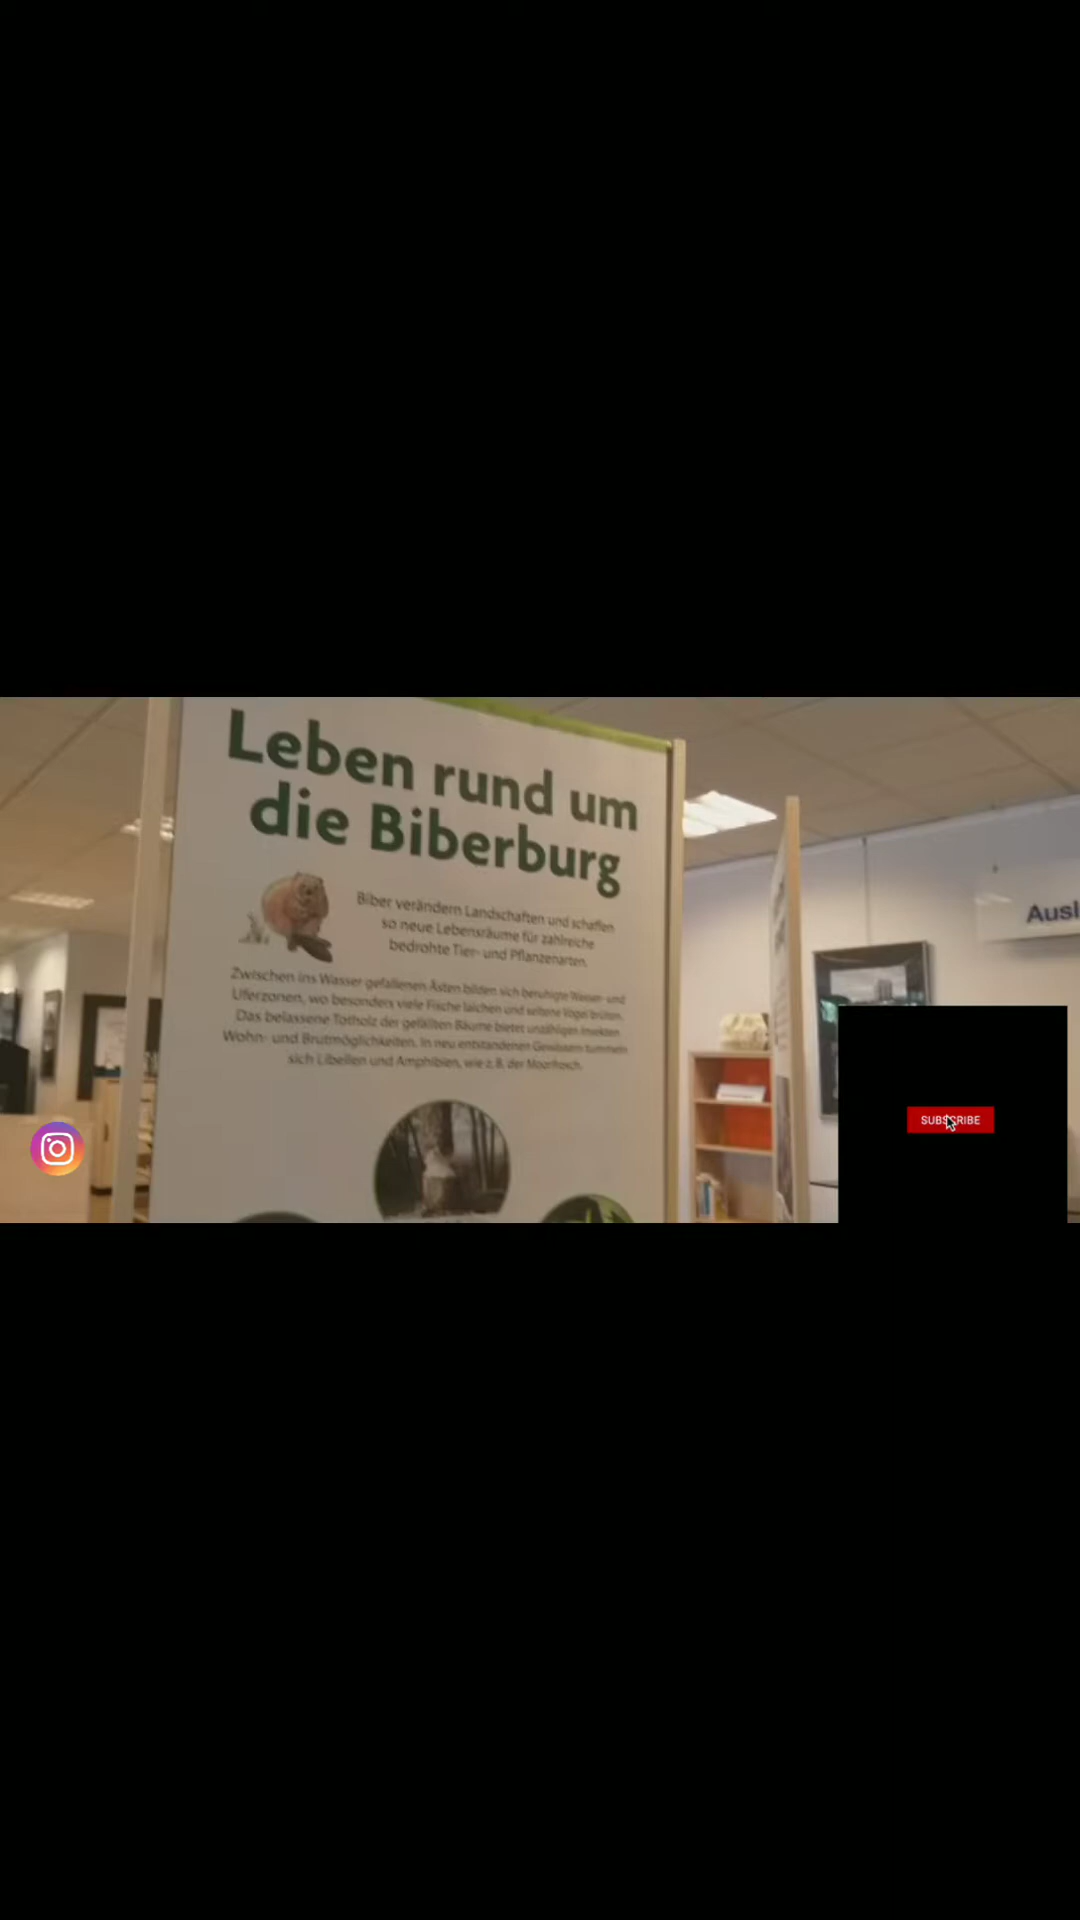 Leben rund um
die Biberburg
Biber verändern Landschaften und schaffen
so neue Lebensräume für zahlreiche
bedrohte Tier- und Pflanzenarten.
Zwischen ins Wasser gefallenen Ästen bilden sich beruhigte Wasser- und
Uferzonen, wo besonders viele Fische laichen und seltene Vögel brüten.
Das belassene Totholz der gefällten Bäume bietet unzähligen Insekten
Wohn- und Brutmöglichkeiten. In neu entstandenen Gewässern tummeln
sich Libellen und Amphibien, wie z. B. der Moorfrosch.
Ausl
SUBSCRIBE